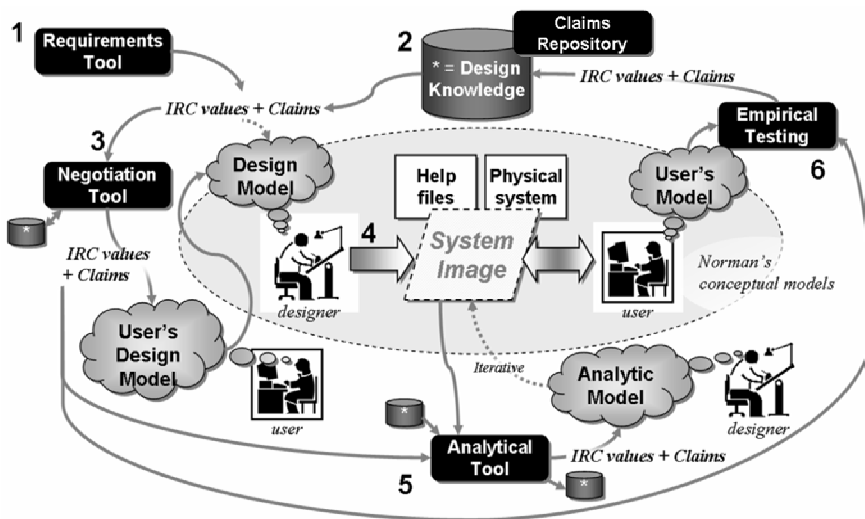 1
Requirements
Tool
2
Claims
Repository
* = Design
Knowledge
IRC values + Claims
IRC values + Claims
3
Negotiation
Tool
*
Design
Model
Help
files
Physical
system
User's
Model
Empirical
Testing
6
4
System
Image
designer
user
Norman's
conceptual models
IRC values
+ Claims
User's
Design
Model
user
Iterative
Analytic
Model
designer
*
Analytical
Tool
5
IRC values + Claims
*